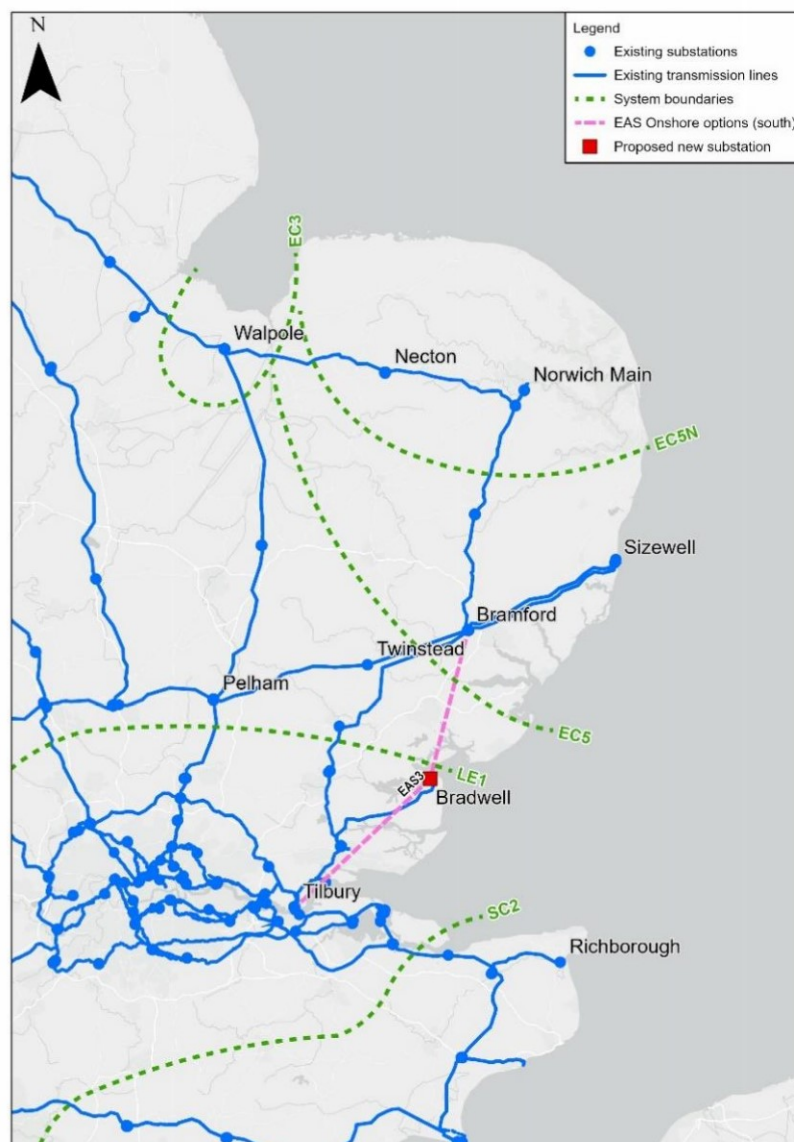 N
Legend
Existing substations
Existing transmission lines
System boundaries
EAS Onshore options (south)
Proposed new substation
EC3
Walpole
Necton
Norwich Main
EC5N
Sizewell
Bramford
Twinstead
Pelham
EC5
LE1
EAS3
Bradwell
Tilbury
SC2
Richborough